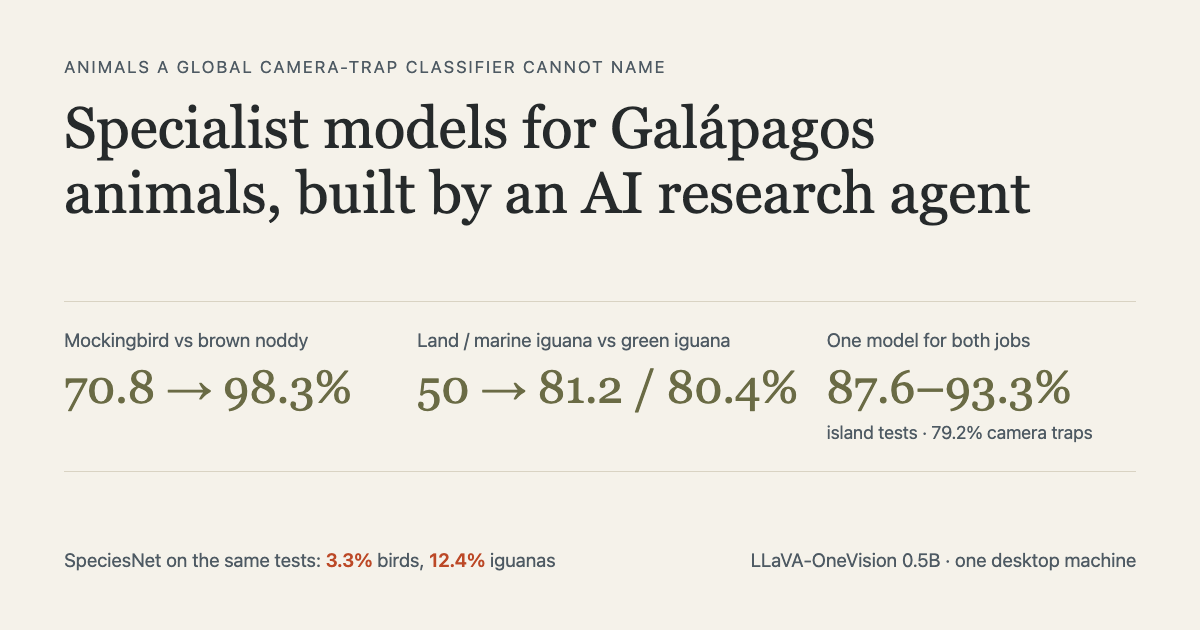 ANIMALS A GLOBAL CAMERA-TRAP CLASSIFIER CANNOT NAME
Specialist models for Galápagos
animals, built by an AI research agent
Mockingbird vs brown noddy
70.8 → 98.3%
Land / marine iguana vs green iguana
50 → 81.2 / 80.4%
One model for both jobs
87.6–93.3%
island tests · 79.2% camera traps
SpeciesNet on the same tests: 3.3% birds, 12.4% iguanas
LLaVA-OneVision 0.5B · one desktop machine